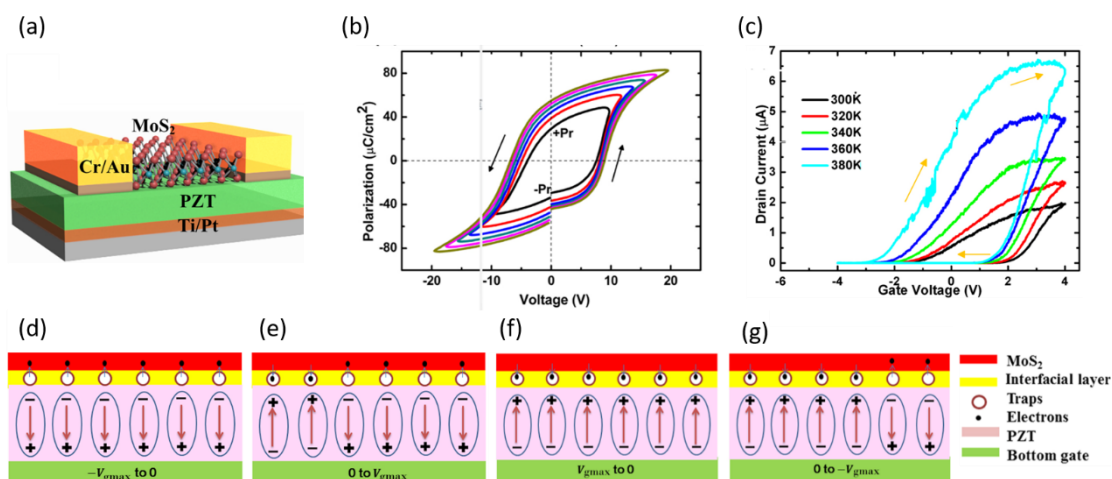 (a)
MoS₂
Cr/Au
PZT
Ti/Pt
(b)
Polarization (µC/cm²)
80
40
0
-40
-80
+Pr
-Pr
-20
-10
0
10
20
Voltage (V)
(c)
Drain Current (µA)
7
6
5
4
3
2
1
0
300K
320K
340K
360K
380K
-6
-4
-2
0
2
4
Gate Voltage (V)
(d)
− − − − − −
+ + + + + +
−Vgmax to 0
(e)
+ + − − − −
− − + + + +
0 to Vgmax
(f)
+ + + + + +
− − − − − −
Vgmax to 0
(g)
+ + + + − −
− − − − + +
0 to −Vgmax
MoS₂
Interfacial layer
Traps
Electrons
PZT
Bottom gate